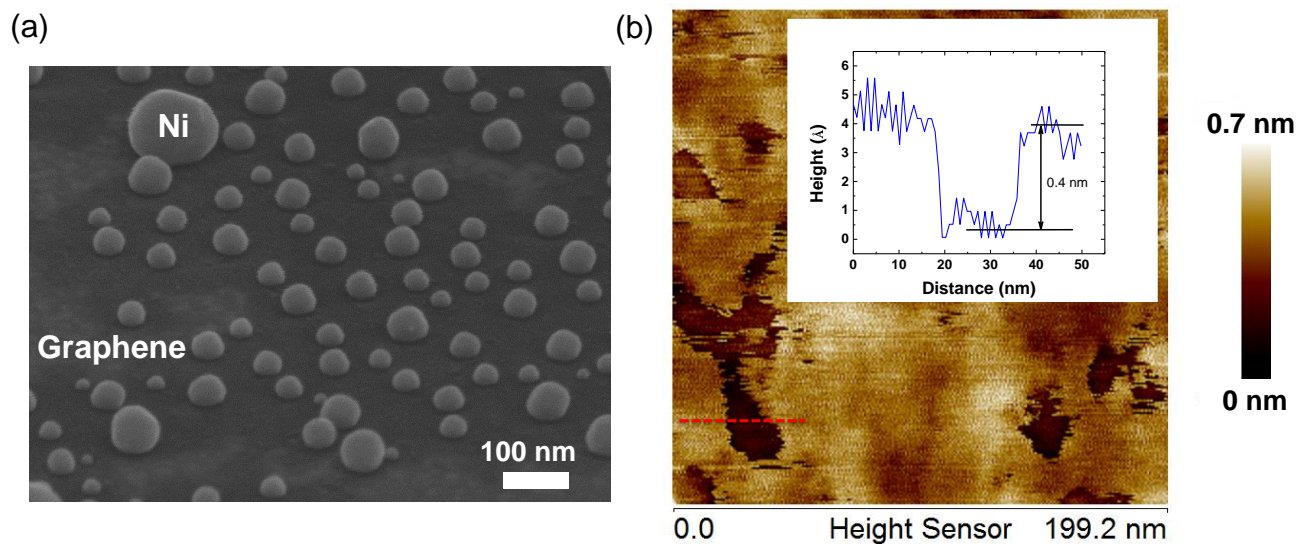 (a)
Ni
Graphene
100 nm
(b)
6
5
4
3
2
1
0
Height (Å)
0.4 nm
0 10 20 30 40 50
Distance (nm)
0.7 nm
0 nm
0.0 Height Sensor 199.2 nm